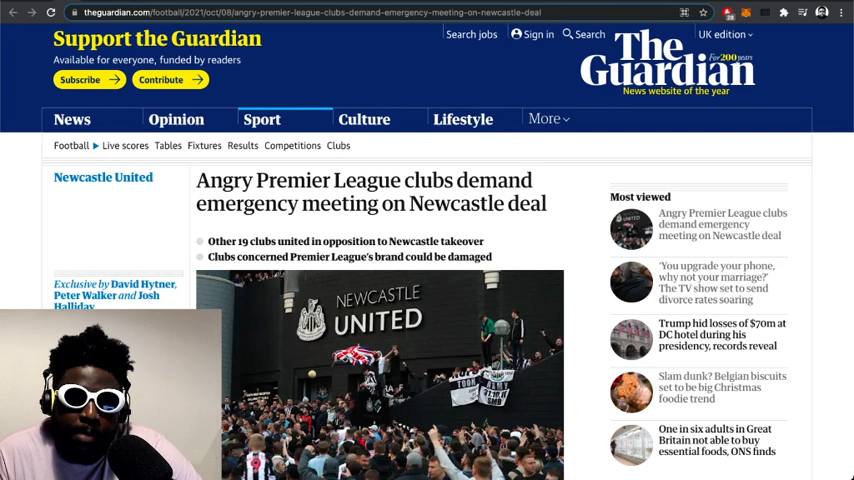 theguardian.com/football/2021/oct/08/angry-premier-league-clubs-demand-emergency-meeting-on-newcastle-deal
28
Support the Guardian
Available for everyone, funded by readers
Subscribe
Contribute
Search jobs
Sign in
Search
UK edition
The
Guardian
For 200 years
News website of the year
News
Opinion
Sport
Culture
Lifestyle
More
Football
Live scores
Tables
Fixtures
Results
Competitions
Clubs
Newcastle United
Angry Premier League clubs demand
emergency meeting on Newcastle deal
Other 19 clubs united in opposition to Newcastle takeover
Clubs concerned Premier League's brand could be damaged
Exclusive by David Hytner,
Peter Walker and Josh
Halliday
NEWCASTLE
UNITED
TOON
ARMY
9
Most viewed
UNITED
Angry Premier League clubs
demand emergency
meeting on Newcastle deal
'You upgrade your phone,
why not your marriage?'
The TV show set to send
divorce rates soaring
Trump hid losses of $70m at
DC hotel during his
presidency, records reveal
Slam dunk? Belgian biscuits
set to be big Christmas
foodie trend
One in six adults in Great
Britain not able to buy
essential foods, ONS finds